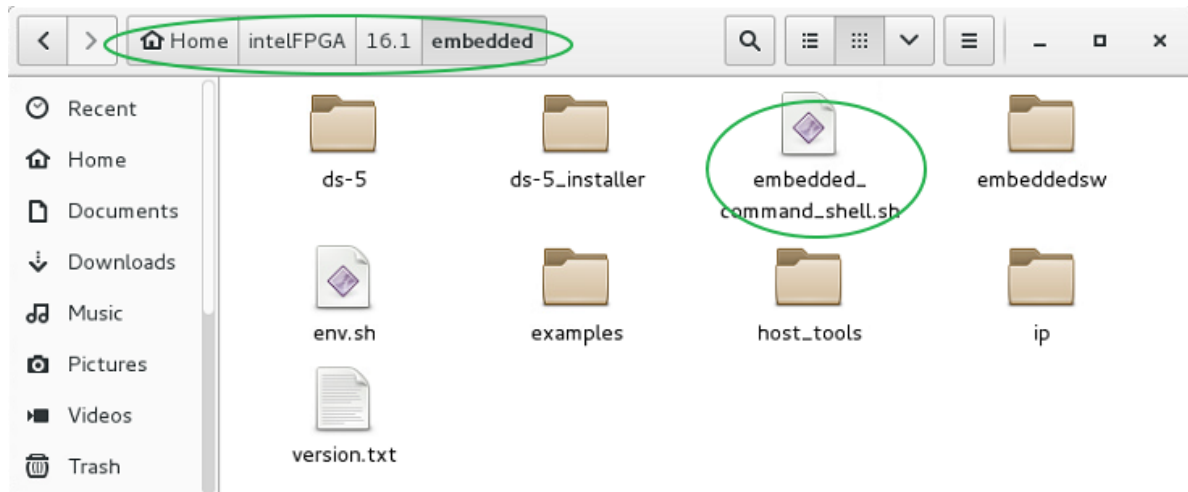 Home intelFPGA 16.1 embedded
Recent
Home
Documents
Downloads
Music
Pictures
Videos
Trash
ds-5
ds-5_installer
embedded_
command_shell.sh
embeddedsw
env.sh
examples
host_tools
ip
version.txt